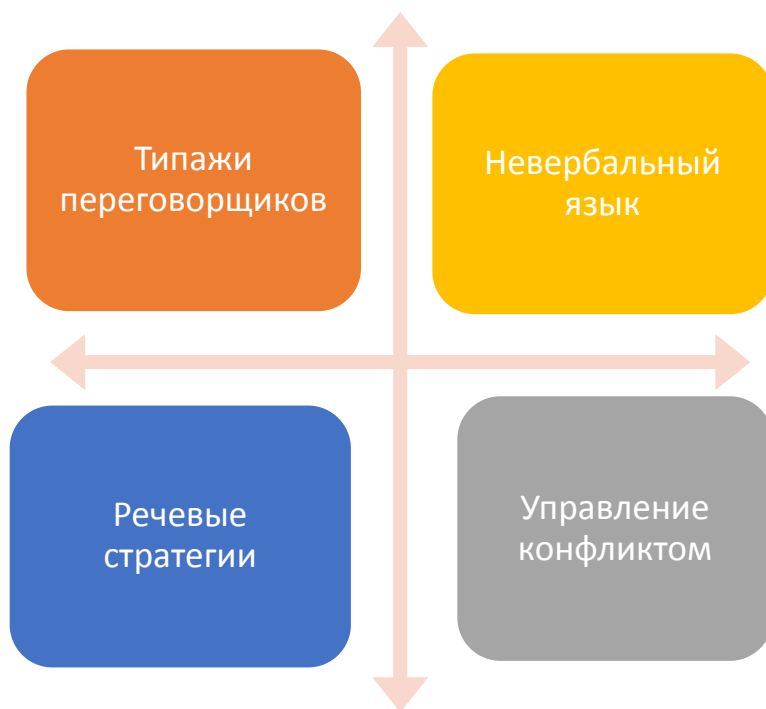 Типажи
переговорщиков
Невербальный
язык
Речевые
стратегии
Управление
конфликтом